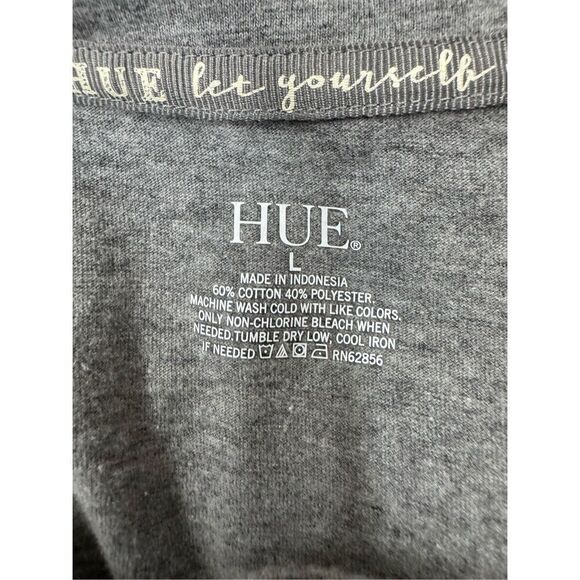 HUE let yourself
HUE®
L
MADE IN INDONESIA
60% COTTON 40% POLYESTER.
MACHINE WASH COLD WITH LIKE COLORS.
ONLY NON-CHLORINE BLEACH WHEN
NEEDED.TUMBLE DRY LOW, COOL IRON
IF NEEDED RN62856